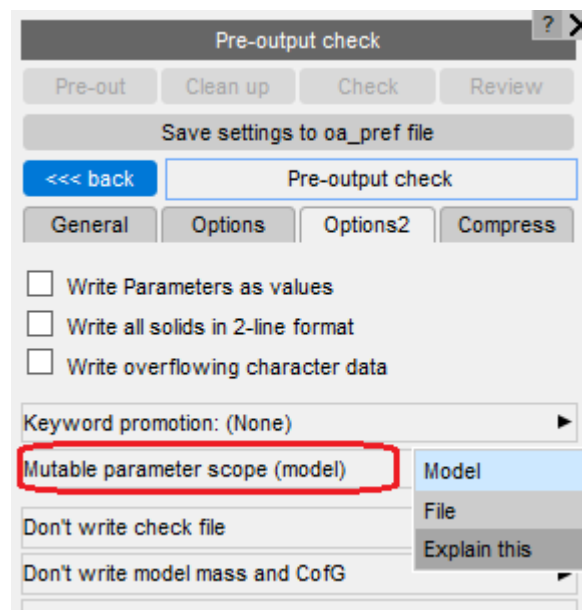 ?
Pre-output check
Pre-out Clean up Check Review
Save settings to oa_pref file
<<< back Pre-output check
General Options Options2 Compress
Write Parameters as values
Write all solids in 2-line format
Write overflowing character data
Keyword promotion: (None)
Mutable parameter scope (model) Model
File
Don't write check file
Explain this
Don't write model mass and CofG